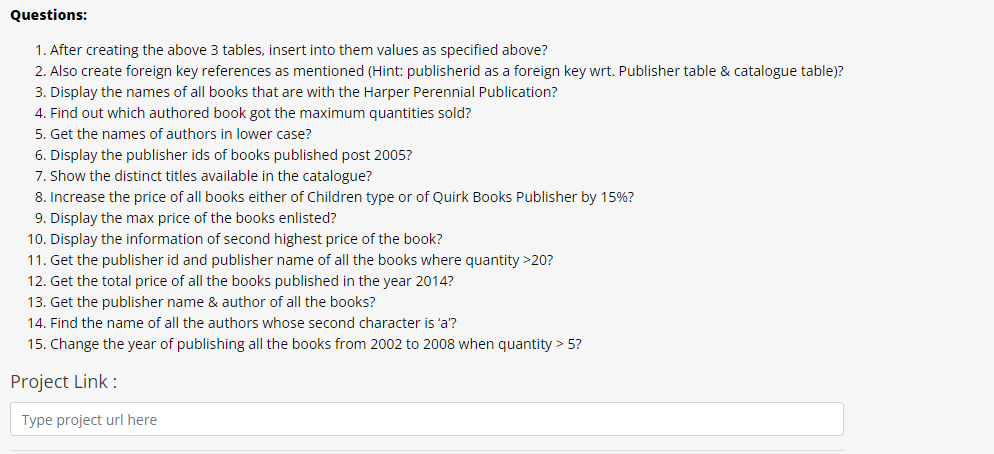 Questions:
1. After creating the above 3 tables, insert into them values as specified above?
2. Also create foreign key references as mentioned (Hint: publisherid as a foreign key wrt. Publisher table & catalogue table)?
3. Display the names of all books that are with the Harper Perennial Publication?
4. Find out which authored book got the maximum quantities sold?
5. Get the names of authors in lower case?
6. Display the publisher ids of books published post 2005?
7. Show the distinct titles available in the catalogue?
8. Increase the price of all books either of Children type or of Quirk Books Publisher by 15%?
9. Display the max price of the books enlisted?
10. Display the information of second highest price of the book?
11. Get the publisher id and publisher name of all the books where quantity >20?
12. Get the total price of all the books published in the year 2014?
13. Get the publisher name & author of all the books?
14. Find the name of all the authors whose second character is ‘a’?
15. Change the year of publishing all the books from 2002 to 2008 when quantity > 5?
Project Link :
Type project url here